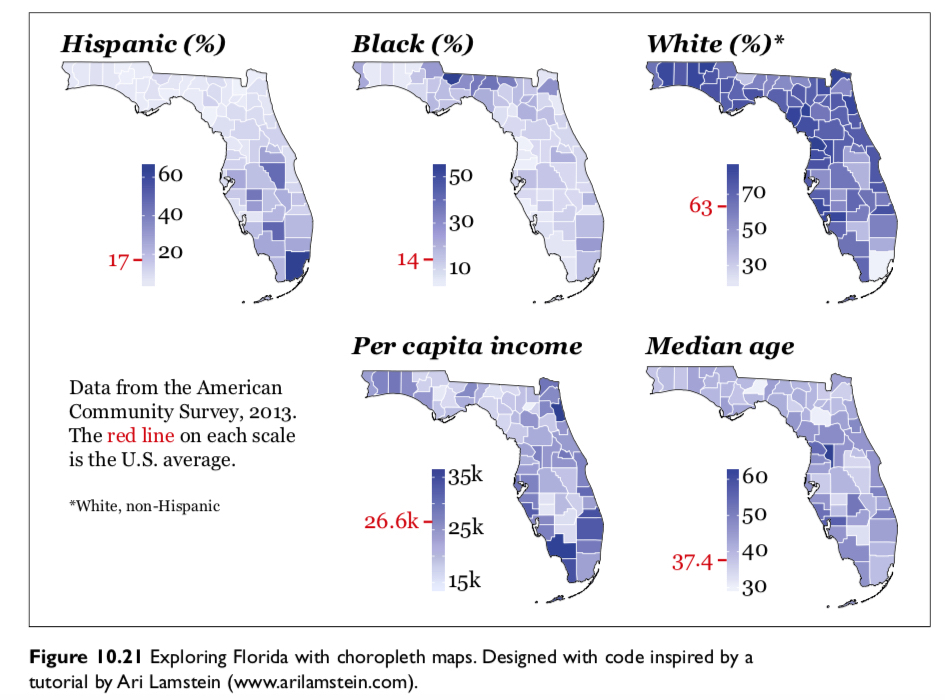 Hispanic (%)
60
40
20
17
Black (%)
50
30
10
14
White (%)*
70
50
30
63
Data from the American
Community Survey, 2013.
The red line on each scale
is the U.S. average.
*White, non-Hispanic
Per capita income
35k
25k
15k
26.6k
Median age
60
50
40
30
37.4
Figure 10.21 Exploring Florida with choropleth maps. Designed with code inspired by a
tutorial by Ari Lamstein (www.arilamstein.com).